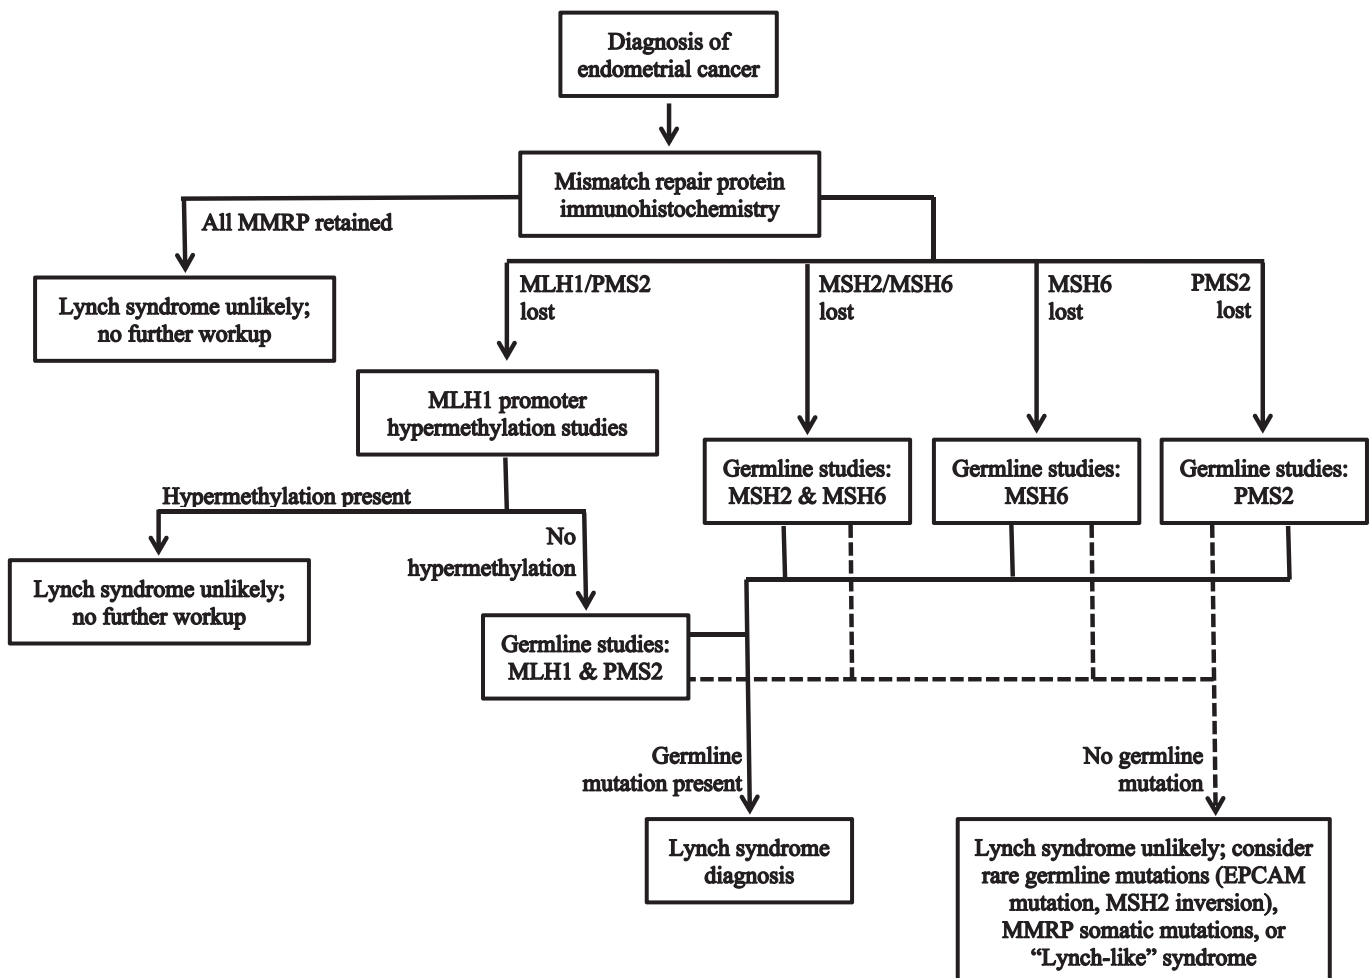 Diagnosis of
endometrial cancer
Mismatch repair protein
immunohistochemistry
All MMRP retained
Lynch syndrome unlikely;
no further workup
MLH1/PMS2
lost
MSH2/MSH6
lost
MSH6
lost
PMS2
lost
MLH1 promoter
hypermethylation studies
Germline studies:
MSH2 & MSH6
Germline studies:
MSH6
Germline studies:
PMS2
Hypermethylation present
No
hypermethylation
Lynch syndrome unlikely;
no further workup
Germline studies:
MLH1 & PMS2
Germline
mutation present
No germline
mutation
Lynch syndrome
diagnosis
Lynch syndrome unlikely; consider
rare germline mutations (EPCAM
mutation, MSH2 inversion),
MMRP somatic mutations, or
“Lynch-like” syndrome